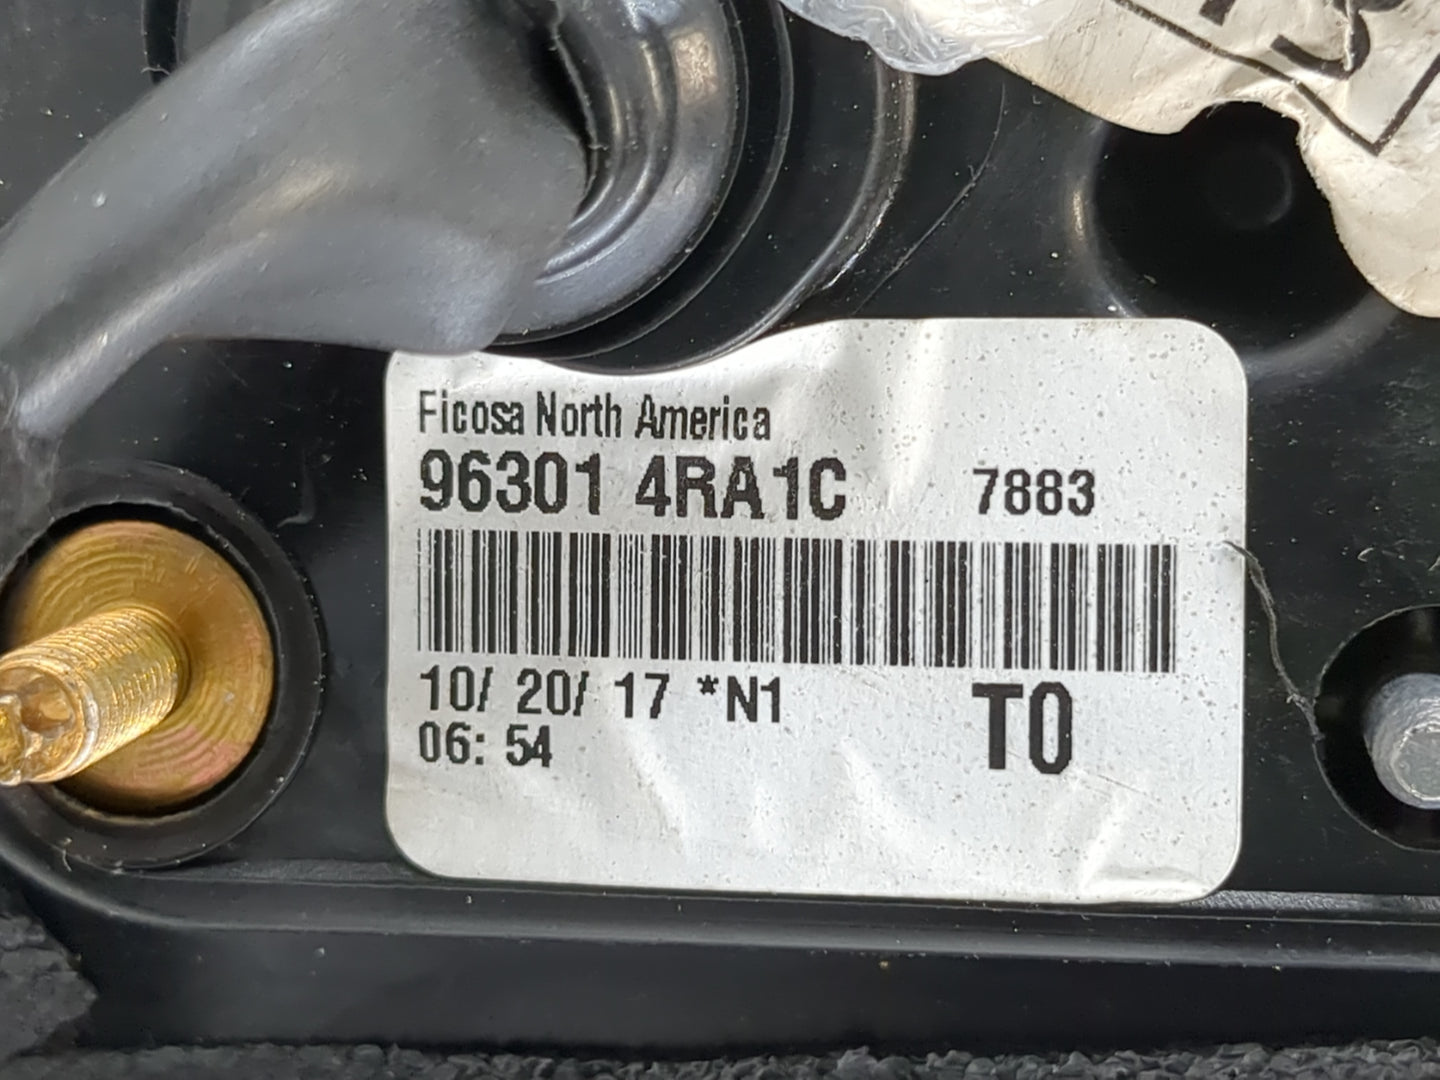 Ficosa North America
96301 4RA1C 7883
10/ 20/ 17 *N1
T0
06: 54